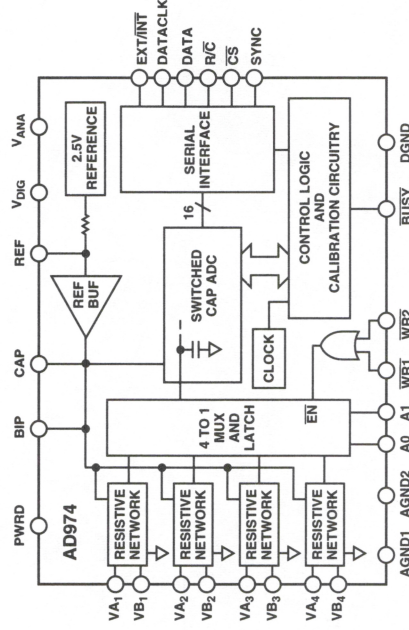 PWRD
BIP
CAP
REF
VDIG
VANA
AD974
REF
BUF
2.5V
REFERENCE
VA1
VB1
VA2
VB2
VA3
VB3
VA4
VB4
RESISTIVE
NETWORK
RESISTIVE
NETWORK
RESISTIVE
NETWORK
RESISTIVE
NETWORK
4 TO 1
MUX
AND
LATCH
EN
SWITCHED
CAP ADC
16
SERIAL
INTERFACE
EXT/INT
DATACLK
DATA
R/C
CS
SYNC
CLOCK
CONTROL LOGIC
AND
CALIBRATION CIRCUITRY
AGND1
AGND2
A0
A1
WR1
WR2
BUSY
DGND